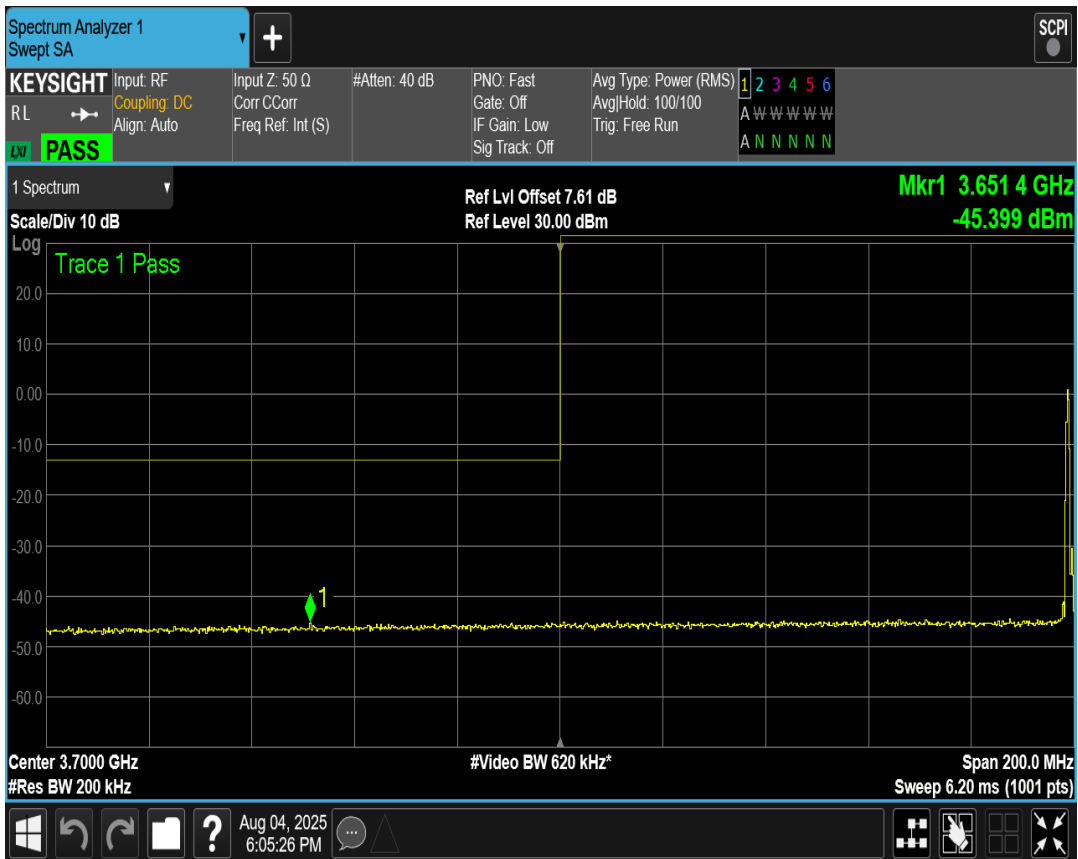 Spectrum Analyzer 1
Swept SA
SCPI
KEYSIGHT
R L
LXI PASS
Input: RF
Coupling: DC
Align: Auto
Input Z: 50 Ω
Corr CCorr
Freq Ref: Int (S)
#Atten: 40 dB
PNO: Fast
Gate: Off
IF Gain: Low
Sig Track: Off
Avg Type: Power (RMS)
Avg|Hold: 100/100
Trig: Free Run
1 2 3 4 5 6
A W W W W W
A N N N N N
1 Spectrum
Ref Lvl Offset 7.61 dB
Mkr1 3.651 4 GHz
Scale/Div 10 dB
Ref Level 30.00 dBm
-45.399 dBm
Log
Trace 1 Pass
20.0
10.0
0.00
-10.0
-20.0
-30.0
-40.0
1
-50.0
-60.0
Center 3.7000 GHz
#Video BW 620 kHz*
Span 200.0 MHz
#Res BW 200 kHz
Sweep 6.20 ms (1001 pts)
?
Aug 04, 2025
6:05:26 PM